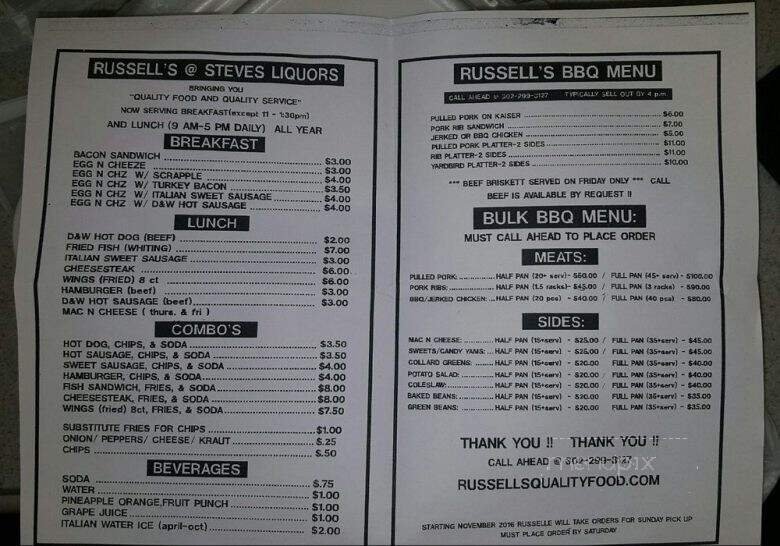 RUSSELL'S @ STEVES LIQUORS
BRINGING YOU
"QUALITY FOOD AND QUALITY SERVICE"
NOW SERVING BREAKFAST(except 11 - 1:30pm)
AND LUNCH (9 AM-5 PM DAILY) ALL YEAR
BREAKFAST
BACON SANDWICH $3.00
EGG N CHEEZE $3.00
EGG N CHZ W/ SCRAPPLE $4.00
EGG N CHZ W/ TURKEY BACON $3.50
EGG N CHZ W/ ITALIAN SWEET SAUSAGE $4.00
EGG N CHZ W/ D&W HOT SAUSAGE $4.00
LUNCH
D&W HOT DOG (BEEF) $2.00
FRIED FISH (WHITING) $7.00
ITALIAN SWEET SAUSAGE $3.00
CHEESESTEAK $6.00
WINGS (FRIED) 8 ct $6.00
HAMBURGER (beef) $3.00
D&W HOT SAUSAGE (beef) $3.00
MAC N CHEESE ( thurs. & fri )
COMBO'S
HOT DOG, CHIPS, & SODA $3.50
HOT SAUSAGE, CHIPS, & SODA $3.50
SWEET SAUSAGE, CHIPS, & SODA $4.00
HAMBURGER, CHIPS, & SODA $4.00
FISH SANDWICH, FRIES, & SODA $8.00
CHEESESTEAK, FRIES, & SODA $8.00
WINGS (fried) 8ct, FRIES, & SODA $7.50
SUBSTITUTE FRIES FOR CHIPS $1.00
ONION/ PEPPERS/ CHEESE/ KRAUT $.25
CHIPS $.50
BEVERAGES
SODA $.75
WATER $1.00
PINEAPPLE ORANGE,FRUIT PUNCH $1.00
GRAPE JUICE $1.00
ITALIAN WATER ICE (april-oct) $2.00
RUSSELL'S BBQ MENU
CALL AHEAD @ 302-299-3127 TYPICALLY SELL OUT BY 4 p.m.
PULLED PORK ON KAISER $6.00
PORK RIB SANDWICH $7.00
JERKED OR BBQ CHICKEN $5.00
PULLED PORK PLATTER-2 SIDES $11.00
RIB PLATTER-2 SIDES $11.00
YARDBIRD PLATTER-2 SIDES $10.00
*** BEEF BRISKETT SERVED ON FRIDAY ONLY *** CALL
BEEF IS AVAILABLE BY REQUEST !!
BULK BBQ MENU:
MUST CALL AHEAD TO PLACE ORDER
MEATS:
PULLED PORK: HALF PAN (20+ serv)- $60.00 / FULL PAN (45+ serv) - $100.00
PORK RIBS: HALF PAN (1.5 racks)- $45.00 / FULL PAN (3 racks) - $90.00
BBQ/JERKED CHICKEN: HALF PAN (20 pcs) - $40.00 / FULL PAN (40 pcs) - $80.00
SIDES:
MAC N CHEESE: HALF PAN (15+serv) - $25.00 / FULL PAN (35+serv) - $45.00
SWEETS/CANDY YAMS: HALF PAN (15+serv) - $25.00 / FULL PAN (35+serv) - $45.00
COLLARD GREENS: HALF PAN (15+serv) - $20.00 / FULL PAN (35+serv) - $40.00
POTATO SALAD: HALF PAN (15+serv) - $20.00 / FULL PAN (35+serv) - $40.00
COLESLAW: HALF PAN (15+serv) - $20.00 / FULL PAN (35+serv) - $40.00
BAKED BEANS: HALF PAN (15+serv) - $20.00 / FULL PAN (35+serv) - $35.00
GREEN BEANS: HALF PAN (15+serv) - $20.00 / FULL PAN (35+serv) - $35.00
THANK YOU !! THANK YOU !!
CALL AHEAD @ 302-299-3127
menupix
RUSSELLSQUALITYFOOD.COM
STARTING NOVEMBER 2016 RUSSELLE WILL TAKE ORDERS FOR SUNDAY PICK UP
MUST PLACE ORDER BY SATURDAY